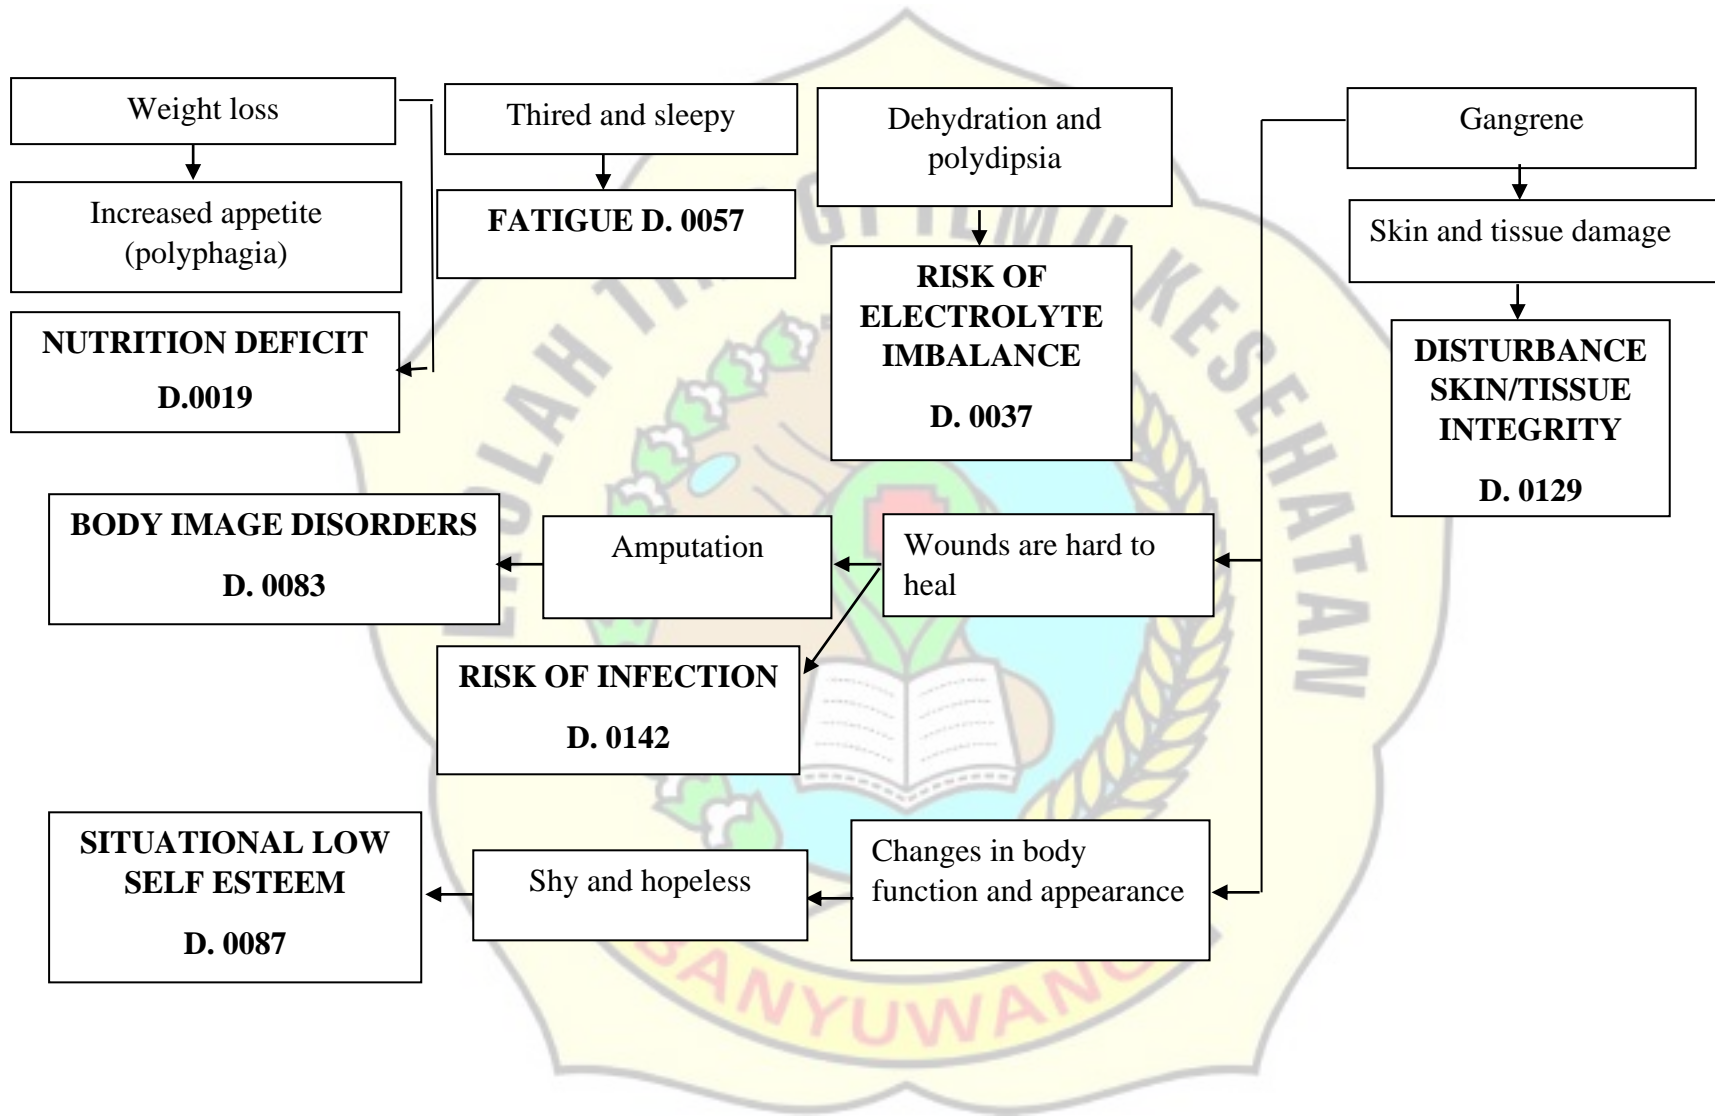 Weight loss
Thired and sleepy
Dehydration and
polydipsia
Gangrene
Increased appetite
(polyphagia)
FATIGUE D. 0057
Skin and tissue damage
RISK OF
ELECTROLYTE
IMBALANCE
D. 0037
NUTRITION DEFICIT
D.0019
DISTURBANCE
SKIN/TISSUE
INTEGRITY
D. 0129
BODY IMAGE DISORDERS
D. 0083
Amputation
Wounds are hard to
heal
RISK OF INFECTION
D. 0142
SITUATIONAL LOW
SELF ESTEEM
D. 0087
Shy and hopeless
Changes in body
function and appearance
KESEHATAN